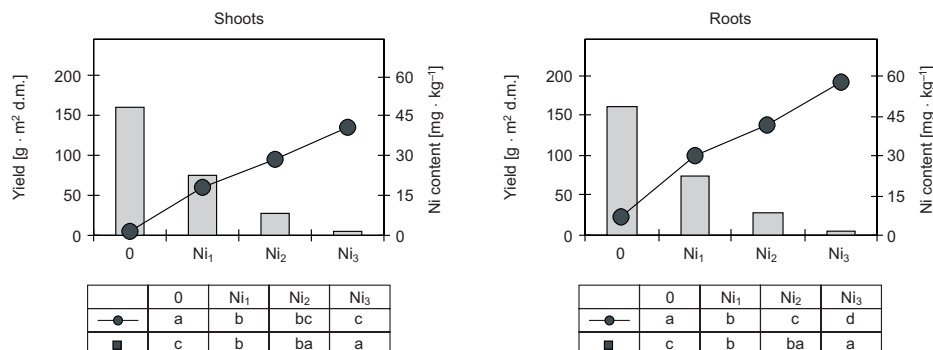 Shoots
Yield [g · m² d.m.]
200
150
100
50
0
60
45
30
15
0
Ni content [mg · kg⁻¹]
0 Ni₁ Ni₂ Ni₃
0 Ni₁ Ni₂ Ni₃
a b bc c
c b ba a
Roots
Yield [g · m² d.m.]
200
150
100
50
0
60
45
30
15
0
Ni content [mg · kg⁻¹]
0 Ni₁ Ni₂ Ni₃
0 Ni₁ Ni₂ Ni₃
a b c d
c b ba a